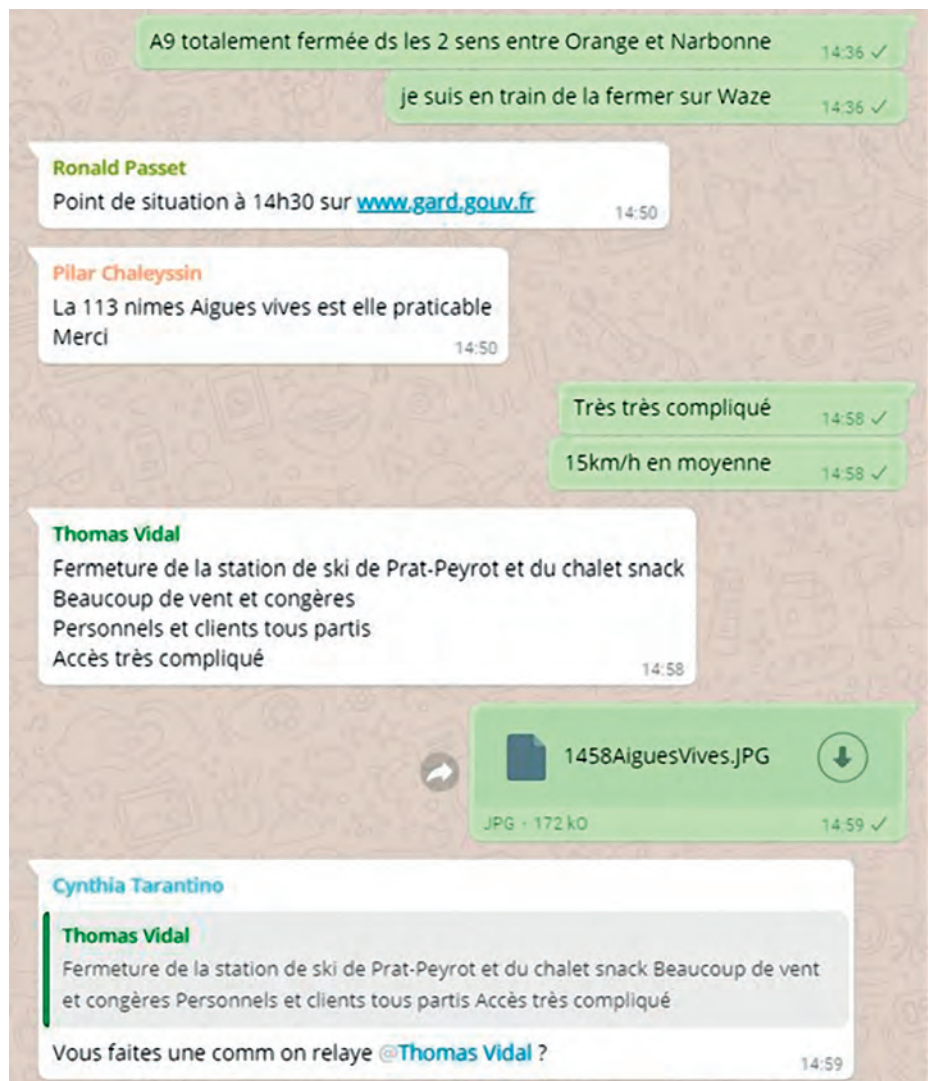 A9 totalement fermée ds les 2 sens entre Orange et Narbonne
14:36
je suis en train de la fermer sur Waze
14:36
Ronald Passet
Point de situation à 14h30 sur www.gard.gouv.fr
14:50
Pilar Chaleyssin
La 113 nimes Aigues vives est elle praticable
Merci
14:50
Très très compliqué
14:58
15km/h en moyenne
14:58
Thomas Vidal
Fermeture de la station de ski de Prat-Peyrot et du chalet snack
Beaucoup de vent et congères
Personnels et clients tous partis
Accès très compliqué
14:58
1458AiguesVives.JPG
JPG · 172 kO
14:59
Cynthia Tarantino
Thomas Vidal
Fermeture de la station de ski de Prat-Peyrot et du chalet snack Beaucoup de vent
et congères Personnels et clients tous partis Accès très compliqué
Vous faites une comm on relaye @Thomas Vidal ?
14:59